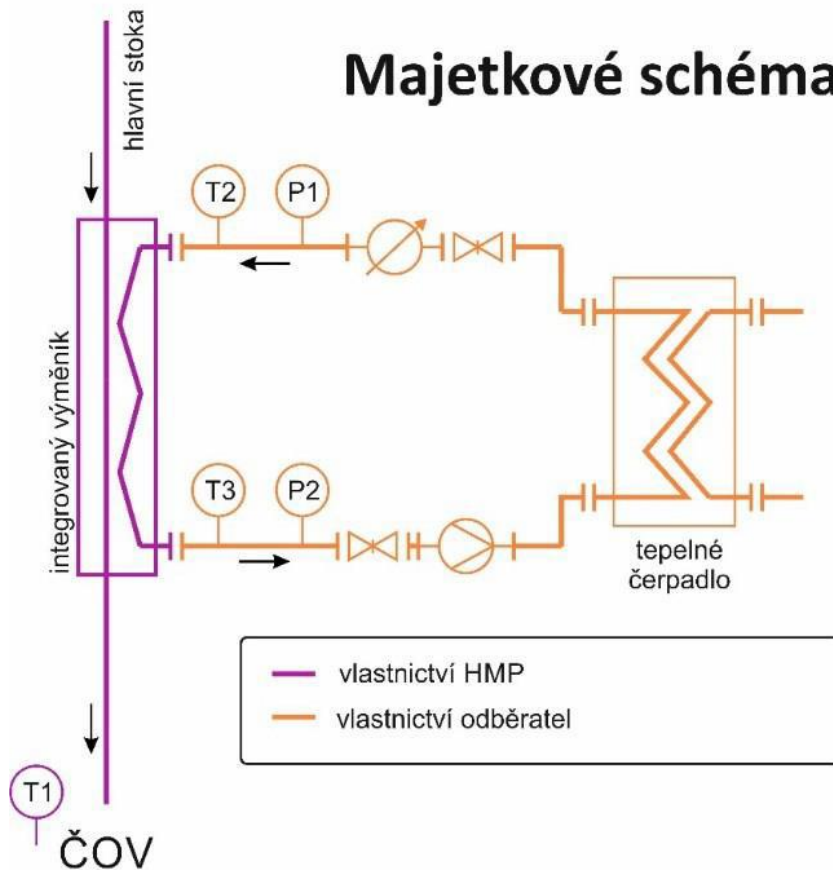 Majetkové schéma
hlavní stoka
T2
P1
integrovaný výměník
T3
P2
tepelné
čerpadlo
vlastnictví HMP
vlastnictví odběratel
T1
ČOV